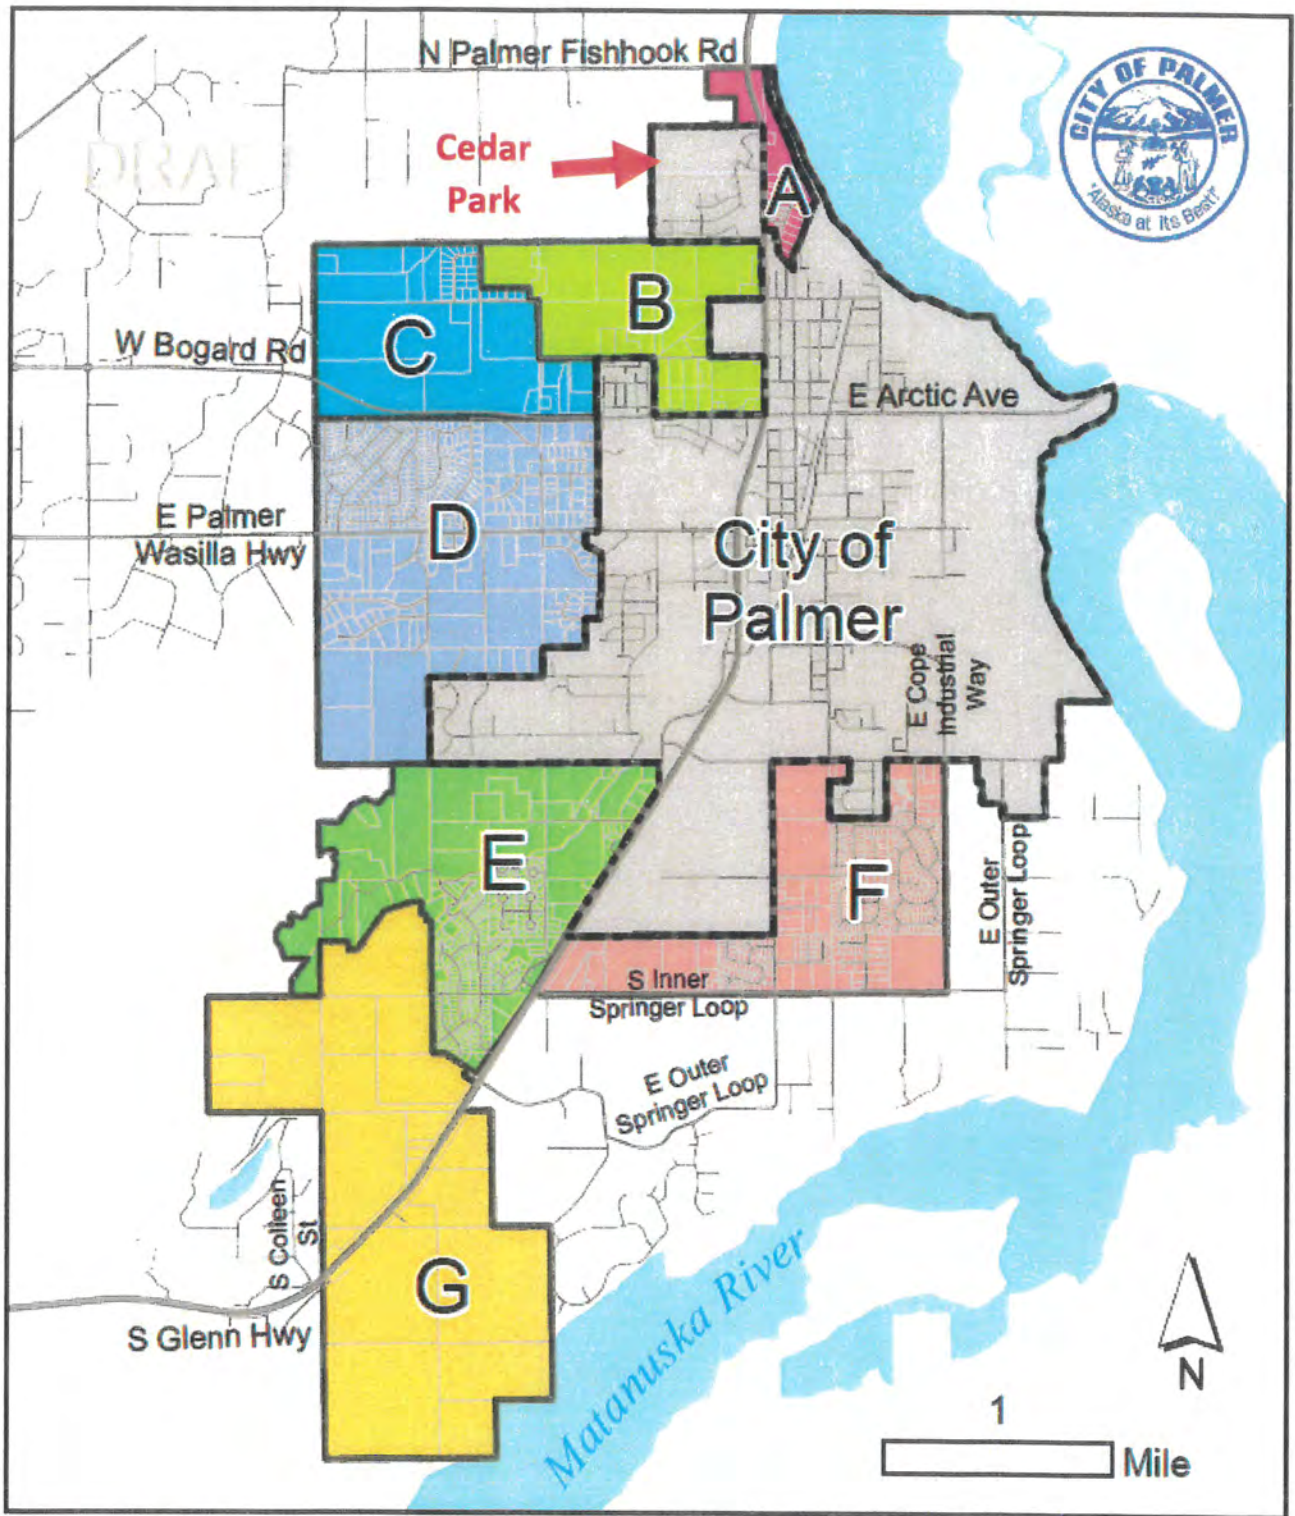 N Palmer Fishhook Rd
CITY OF PALMER
"Alaska at Its Best!"
DRAFT
Cedar
Park
A
B
C
W Bogard Rd
E Arctic Ave
D
E Palmer
Wasilla Hwy
City of
Palmer
E Cope
Industrial
Way
E
F
E Outer
Springer Loop
S Inner
Springer Loop
E Outer
Springer Loop
S Colleen
St
G
S Glenn Hwy
Matanuska River
N
1
Mile